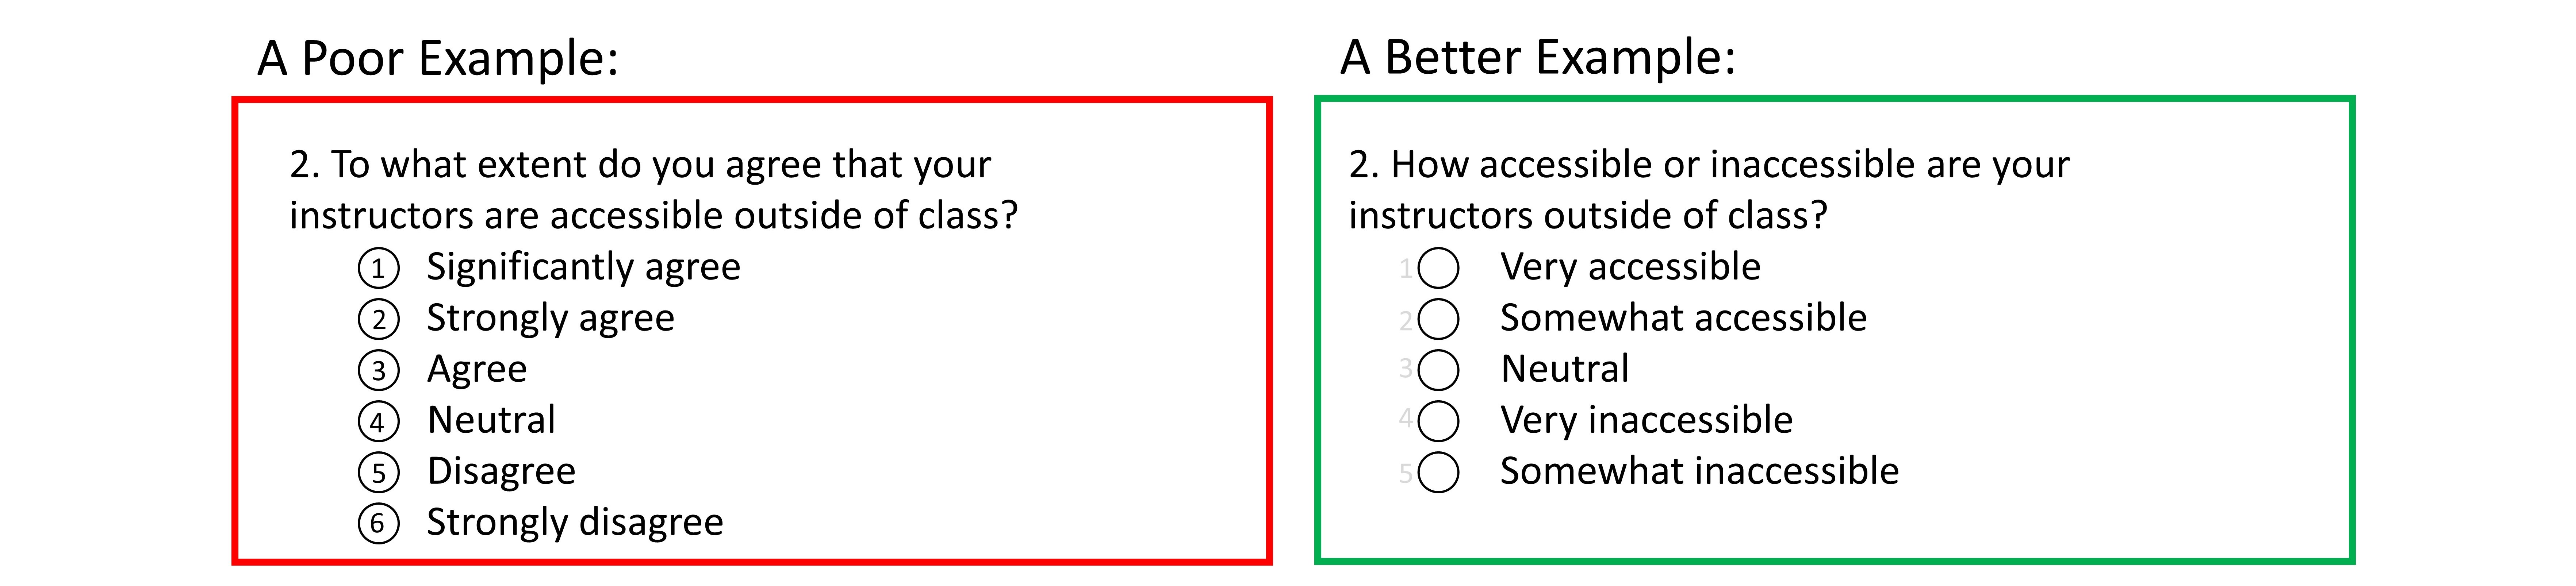 A Poor Example:
2. To what extent do you agree that your
instructors are accessible outside of class?
1 Significantly agree
2 Strongly agree
3 Agree
4 Neutral
5 Disagree
6 Strongly disagree
A Better Example:
2. How accessible or inaccessible are your
instructors outside of class?
1 Very accessible
2 Somewhat accessible
3 Neutral
4 Very inaccessible
5 Somewhat inaccessible